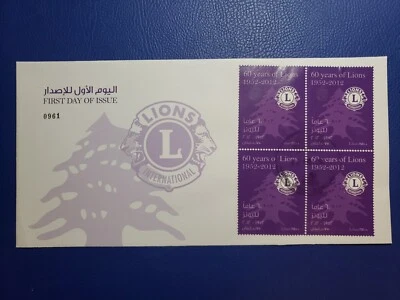 اليوم الأول للإصدار
FIRST DAY OF ISSUE
0961
LIONS
L
INTERNATIONAL
60 years of Lions
1952-2012
L
60 years of Lions
1952-2012
L
60 years of Lions
1952-2012
L
60 years of Lions
1952-2012
L